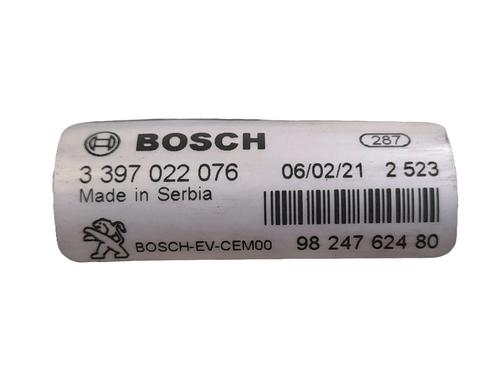 BOSCH 287
3 397 022 076 06/02/21 2 523
Made in Serbia
BOSCH-EV-CEM00 98 247 624 80